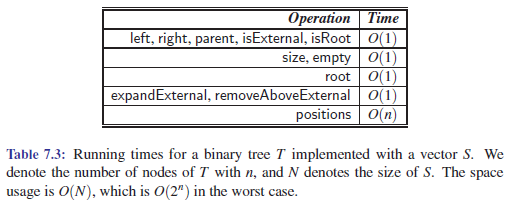 Operation Time
left, right, parent, isExternal, isRoot O(1)
size, empty O(1)
root O(1)
expandExternal, removeAboveExternal O(1)
positions O(n)
Table 7.3: Running times for a binary tree T implemented with a vector S. We
denote the number of nodes of T with n, and N denotes the size of S. The space
usage is O(N), which is O(2ⁿ) in the worst case.